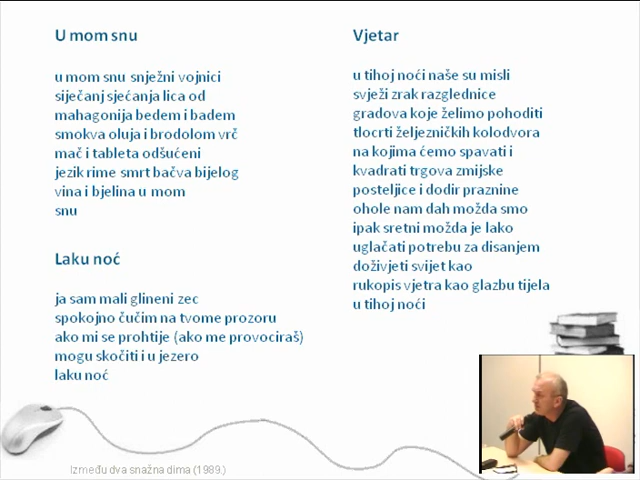 U mom snu
u mom snu snježni vojnici
siječanj sjećanja lica od
mahagonija bedem i badem
smokva oluja i brodolom vrč
mač i tableta odšućeni
jezik rime smrt bačva bijelog
vina i bjelina u mom
snu
Laku noć
ja sam mali glineni zec
spokojno čučim na tvome prozoru
ako mi se prohtije (ako me provociraš)
mogu skočiti i u jezero
laku noć
Vjetar
u tihoj noći naše su misli
svježi zrak razglednice
gradova koje želimo pohoditi
tlocrti željezničkih kolodvora
na kojima ćemo spavati i
kvadrati trgova zmijske
posteljice i dodir praznine
ohole nam dah možda smo
ipak sretni možda je lako
uglačati potrebu za disanjem
doživjeti svijet kao
rukopis vjetra kao glazbu tijela
u tihoj noći
Između dva snažna dima (1989.)